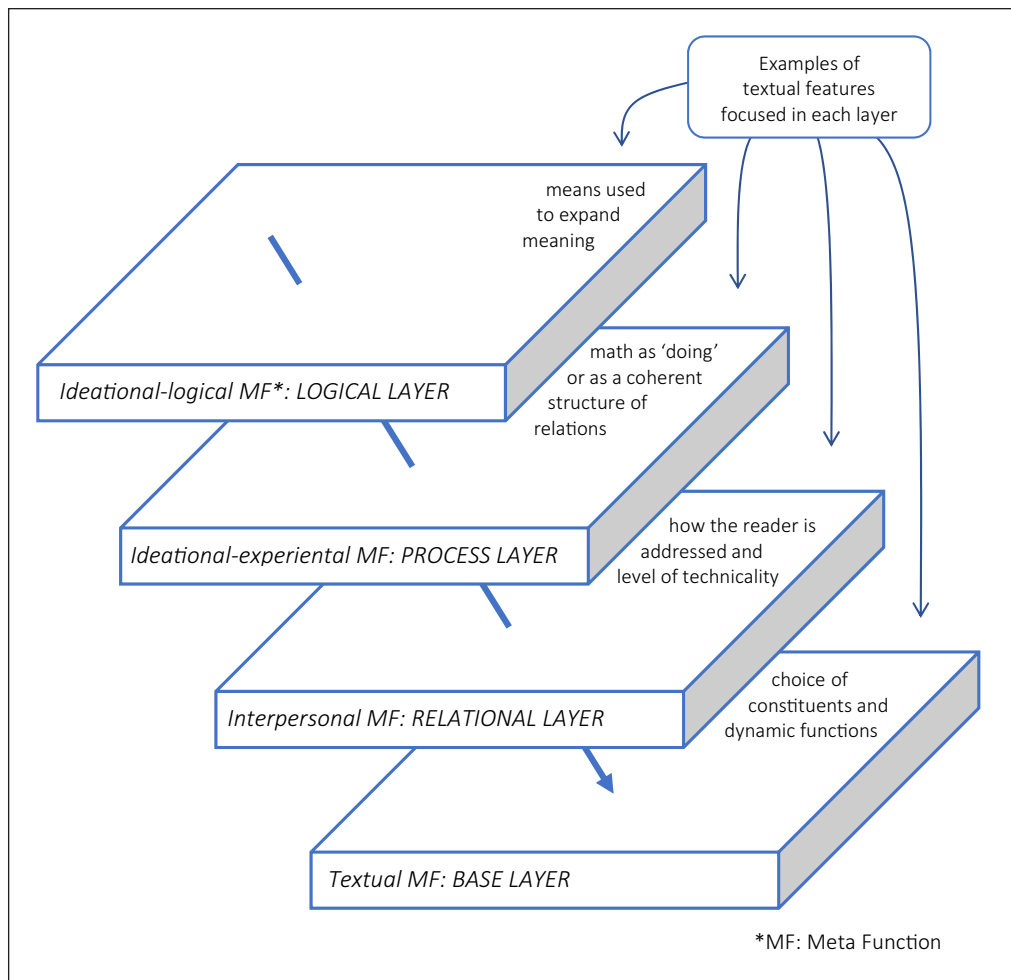 Examples of
textual features
focused in each layer
means used
to expand
meaning
Ideational-logical MF*: LOGICAL LAYER
math as ‘doing’
or as a coherent
structure of
relations
Ideational-experiental MF: PROCESS LAYER
how the reader is
addressed and
level of technicality
Interpersonal MF: RELATIONAL LAYER
choice of
constituents and
dynamic functions
Textual MF: BASE LAYER
*MF: Meta Function